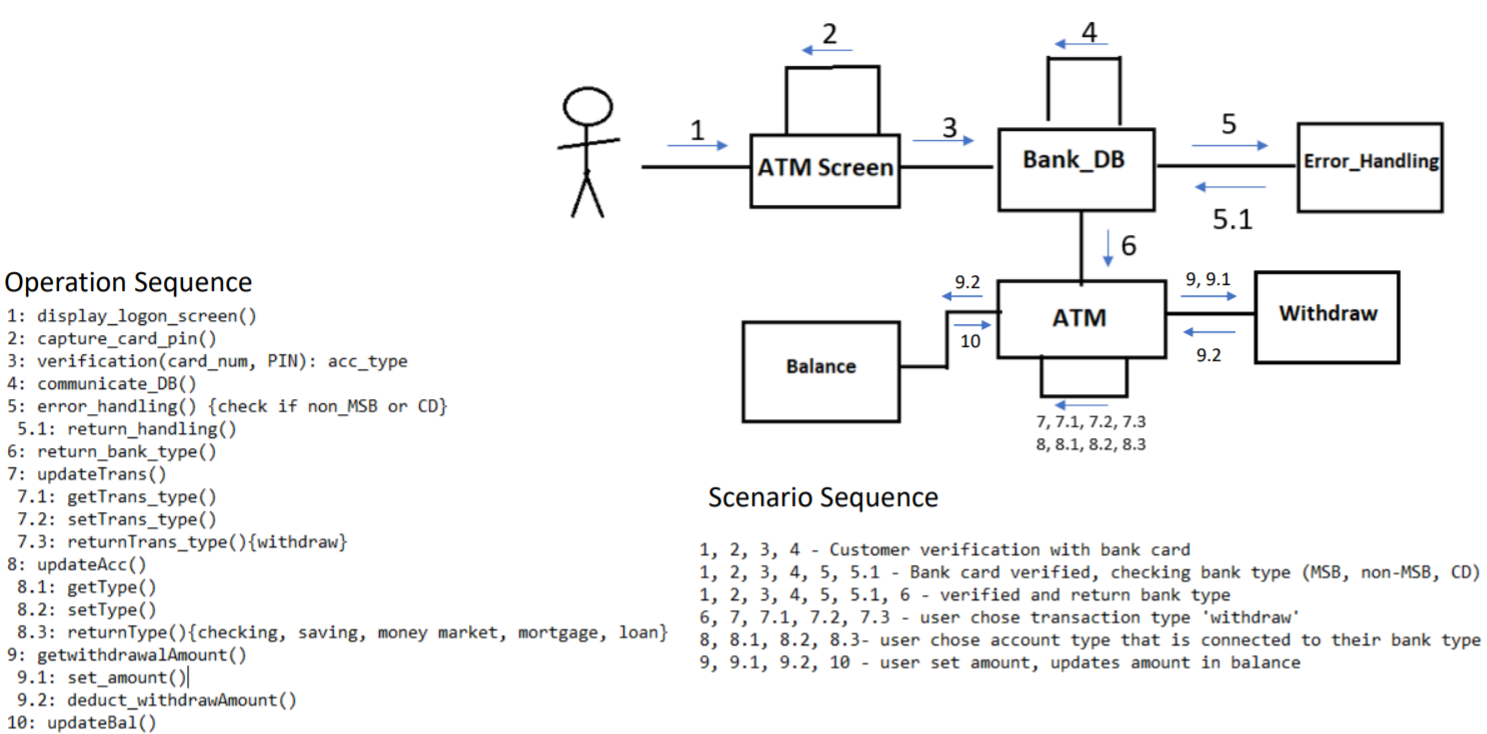 2
4
1
3
5
ATM Screen
Bank_DB
Error_Handling
5.1
6
9.2
9, 9.1
ATM
Withdraw
10
9.2
Balance
7, 7.1, 7.2, 7.3
8, 8.1, 8.2, 8.3
Operation Sequence
1: display_logon_screen()
2: capture_card_pin()
3: verification(card_num, PIN): acc_type
4: communicate_DB()
5: error_handling() {check if non_MSB or CD}
5.1: return_handling()
6: return_bank_type()
7: updateTrans()
7.1: getTrans_type()
7.2: setTrans_type()
7.3: returnTrans_type(){withdraw}
8: updateAcc()
8.1: getType()
8.2: setType()
8.3: returnType(){checking, saving, money market, mortgage, loan}
9: getwithdrawalAmount()
9.1: set_amount()
9.2: deduct_withdrawAmount()
10: updateBal()
Scenario Sequence
1, 2, 3, 4 - Customer verification with bank card
1, 2, 3, 4, 5, 5.1 - Bank card verified, checking bank type (MSB, non-MSB, CD)
1, 2, 3, 4, 5, 5.1, 6 - verified and return bank type
6, 7, 7.1, 7.2, 7.3 - user chose transaction type 'withdraw'
8, 8.1, 8.2, 8.3- user chose account type that is connected to their bank type
9, 9.1, 9.2, 10 - user set amount, updates amount in balance